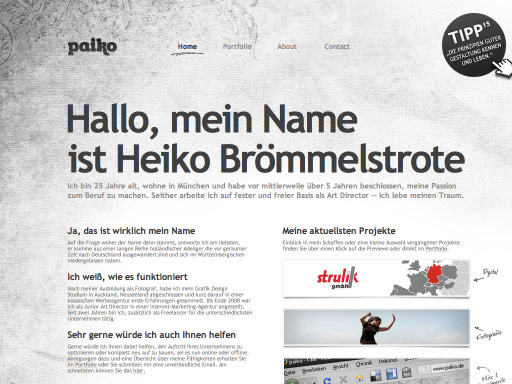 paiko
Home Portfolio About Contact
TIPP'5
„DIE PRINZIPIEN GUTER
GESTALTUNG KENNEN
UND LEBEN."
Hallo, mein Name
ist Heiko Brömmelstrote
Ich bin 25 Jahre alt, wohne in München und habe vor mittlerweile über 5 Jahren beschlossen, meine Passion
zum Beruf zu machen. Seither arbeite ich auf fester und freier Basis als Art Director — ich lebe meinen Traum.
Ja, das ist wirklich mein Name
Auf die Frage woher der Name denn stammt, antworte ich am liebsten,
er komme aus einer langen Reihe holländischer Adeliger die vor geraumer
Zeit nach Deutschland ausgewandert sind und sich im Württembergischen
niedergelassen haben.
Ich weiß, wie es funktioniert
Nach meiner Ausbildung als Fotograf, habe ich mein Grafik Design
Studium in Auckland, Neuseeland abgeschlossen und kurz darauf in einer
klassischen Werbeagentur erste Erfahrungen gesammelt. Bis Ende 2008 war
ich als Junior Art Director in einer Internet-Marketing-Agentur angestellt.
Seit zwei Jahren bin ich, zusätzlich als Freelancer für die unterschiedlichsten
Unternehmen tätig.
Sehr gerne würde ich auch Ihnen helfen
Gerne würde ich Ihnen dabei helfen, den Auftritt Ihres Unternehmens zu
optimieren oder komplett neu auf zu bauen, sei es nun online oder offline.
Anregungen dazu und eine Übersicht über meine Fähigkeiten erhalten Sie
im Portfolio oder Sie schreiben mir eine unverbindliche Email. Am
schnellsten können Sie das hier.
Meine aktuellsten Projekte
Einblick in mein Schaffen oder eine kleine Auswahl vergangener Projekte
finden Sie über einen Klick auf die Previews oder direkt im Portfolio.
strulik
gmbh
Digital
Fotografie
paiko -
Datei Bearbeiten Ansicht Chronik
www.paiko.de
Misc &